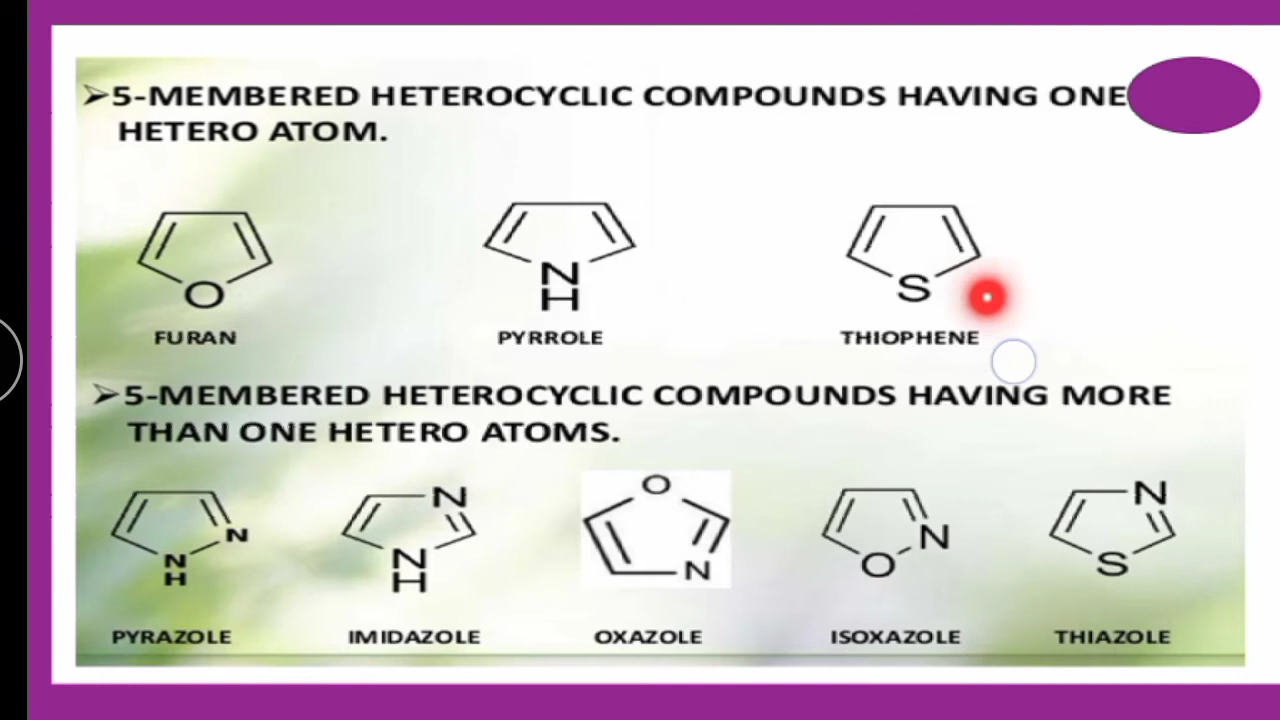 ➢5-MEMBERED HETEROCYCLIC COMPOUNDS HAVING ONE
HETERO ATOM.
O
N
H
S
FURAN PYRROLE THIOPHENE
➢5-MEMBERED HETEROCYCLIC COMPOUNDS HAVING MORE
THAN ONE HETERO ATOMS.
N
N
H
N
N
H
O
N
N
O
N
S
PYRAZOLE IMIDAZOLE OXAZOLE ISOXAZOLE THIAZOLE